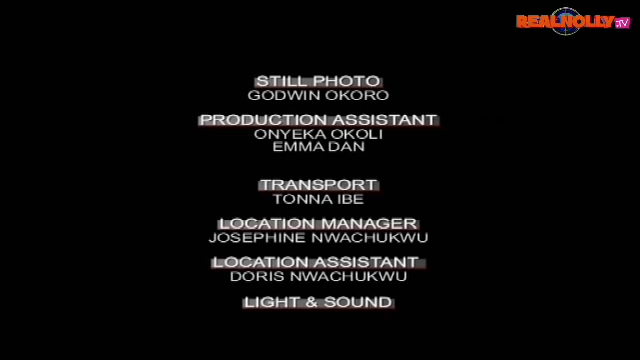 REALNOLLY.TV
STILL PHOTO
GODWIN OKORO
PRODUCTION ASSISTANT
ONYEKA OKOLI
EMMA DAN
TRANSPORT
TONNA IBE
LOCATION MANAGER
JOSEPHINE NWACHUKWU
LOCATION ASSISTANT
DORIS NWACHUKWU
LIGHT & SOUND